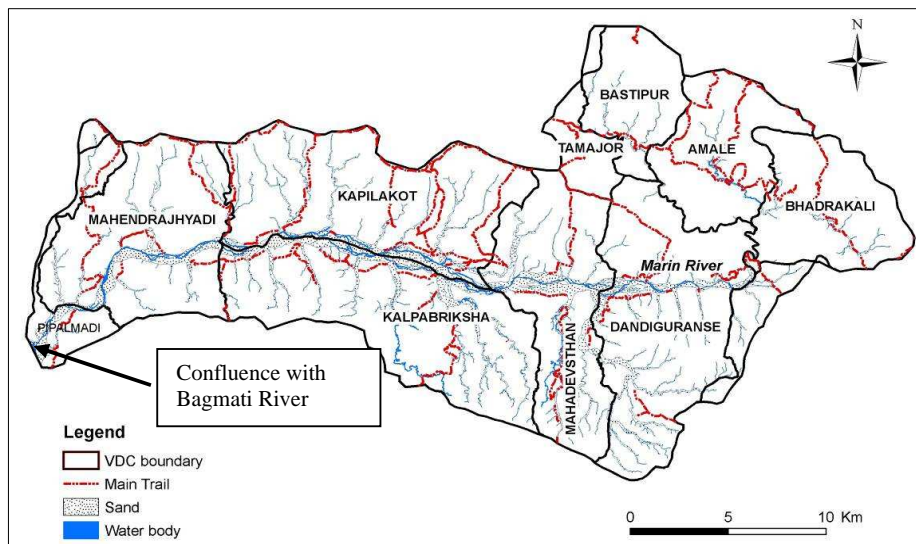 N
BASTIPUR
TAMAJOR
AMALE
KAPILAKOT
BHADRAKALI
MAHENDRAJHYADI
Marin River
KALPABRIKSHA
DANDIGURANSE
PIPALMADI
MAHADEVSTHAN
Confluence with
Bagmati River
Legend
VDC boundary
Main Trail
Sand
Water body
0 5 10 Km